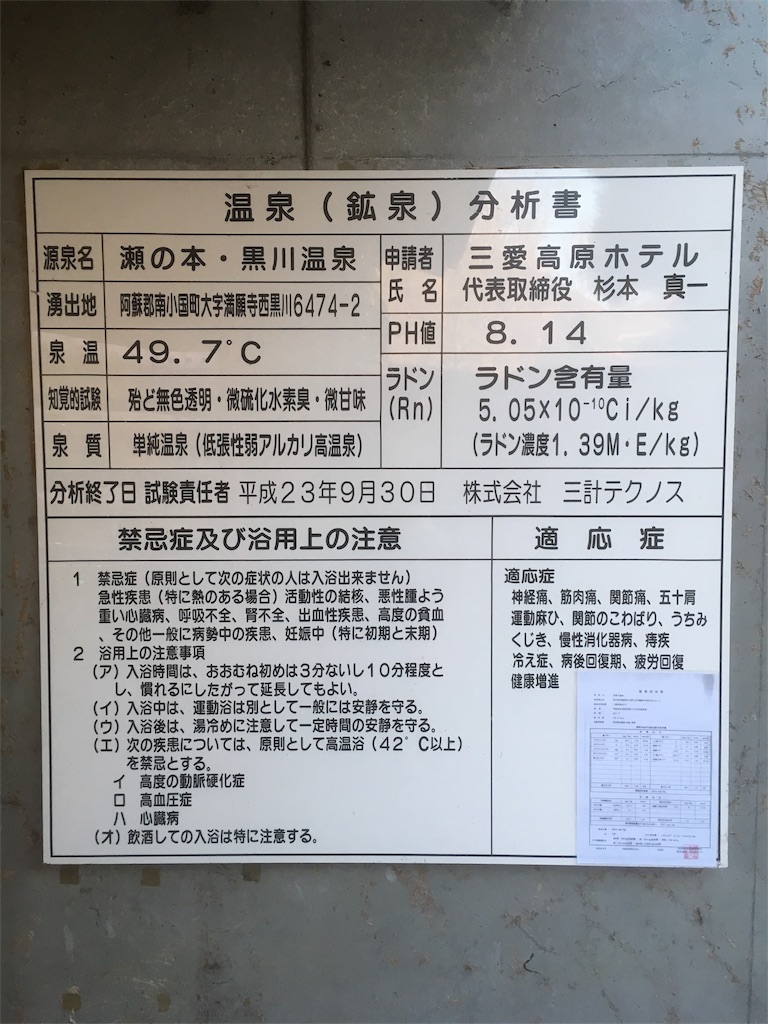 温泉（鉱泉）分析書
源泉名 瀬の本・黒川温泉
湧出地 阿蘇郡南小国町大字満願寺西黒川6474-2
泉温 49.7°C
知覚的試験 殆ど無色透明・微硫化水素臭・微甘味
泉質 単純温泉（低張性弱アルカリ高温泉）
申請者 三愛高原ホテル
氏名 代表取締役 杉本 真一
PH値 8.14
ラドン ラドン含有量
(Rn) 5.05×10⁻¹⁰Ci/kg
(ラドン濃度1.39M・E/kg)
分析終了日 試験責任者 平成23年9月30日 株式会社 三計テクノス
禁忌症及び浴用上の注意
1 禁忌症（原則として次の症状の人は入浴出来ません）
急性疾患（特に熱のある場合）活動性の結核、悪性腫よう
重い心臓病、呼吸不全、腎不全、出血性疾患、高度の貧血
、その他一般に病勢中の疾患、妊娠中（特に初期と末期）
2 浴用上の注意事項
（ア）入浴時間は、おおむね初めは3分ないし10分程度と
し、慣れるにしたがって延長してもよい。
（イ）入浴中は、運動浴は別として一般には安静を守る。
（ウ）入浴後は、湯冷めに注意して一定時間の安静を守る。
（エ）次の疾患については、原則として高温浴（42°C以上）
を禁忌とする。
イ 高度の動脈硬化症
ロ 高血圧症
ハ 心臓病
（オ）飲酒しての入浴は特に注意する。
適応症
適応症
神経痛、筋肉痛、関節痛、五十肩
運動麻ひ、関節のこわばり、うちみ
くじき、慢性消化器病、痔疾
冷え症、病後回復期、疲労回復
健康増進